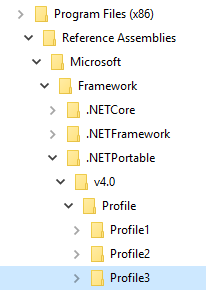 Program Files (x86)
Reference Assemblies
Microsoft
Framework
.NETCore
.NETFramework
.NETPortable
v4.0
Profile
Profile1
Profile2
Profile3